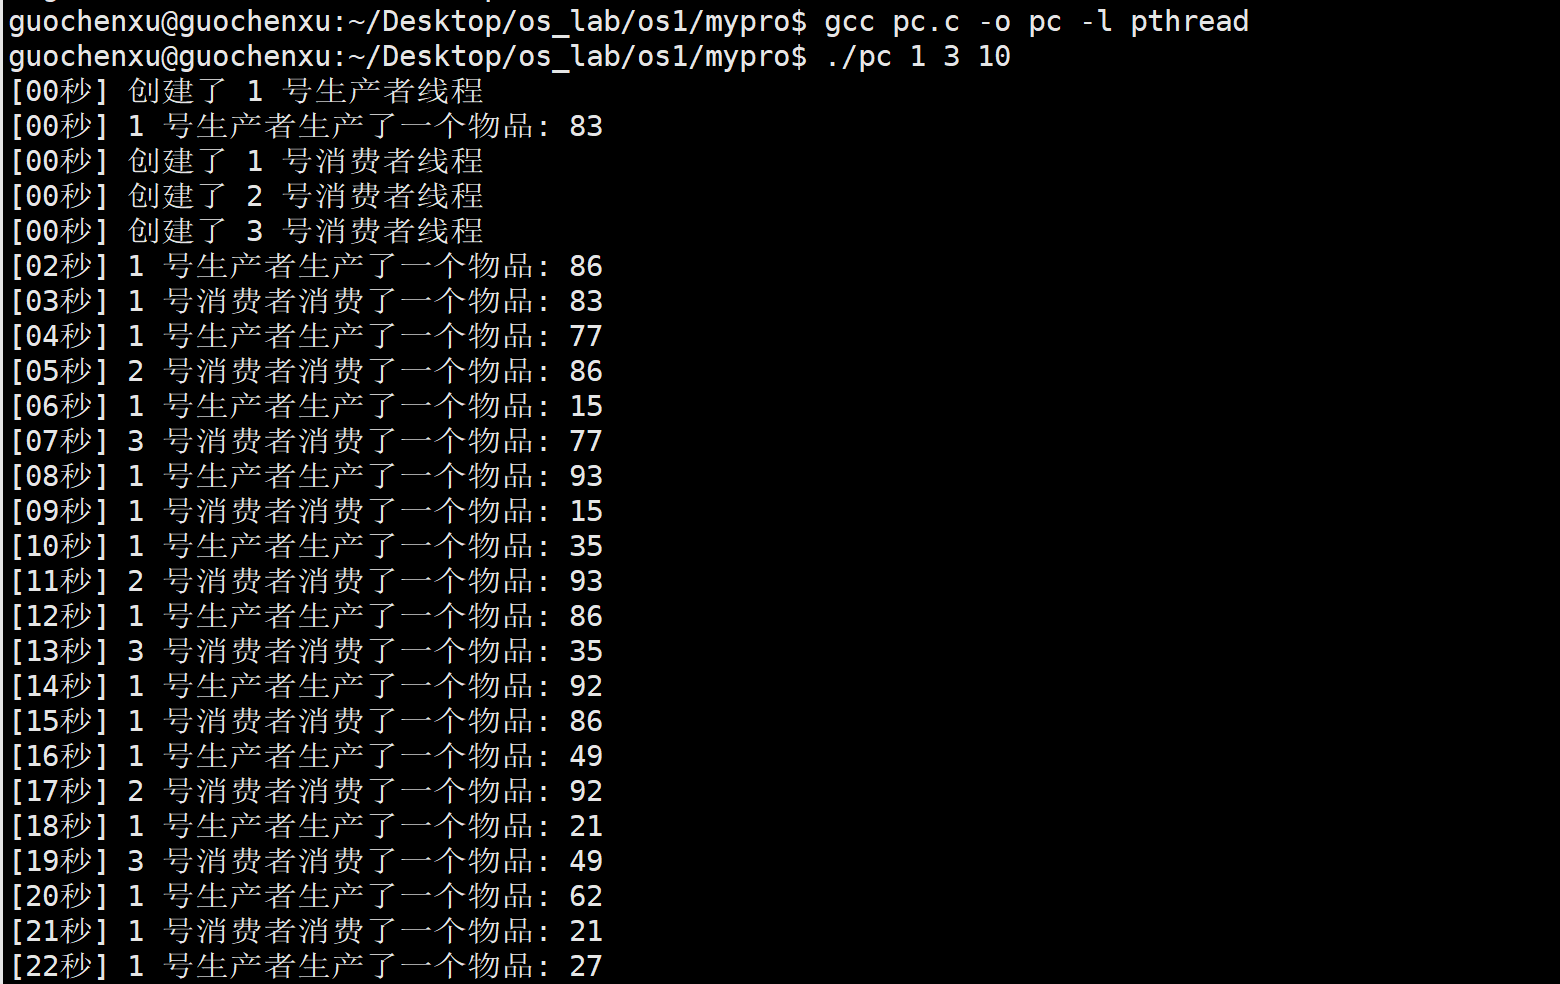 guochenxu@guochenxu:~/Desktop/os_lab/os1/mypro$ gcc pc.c -o pc -l pthread
guochenxu@guochenxu:~/Desktop/os_lab/os1/mypro$ ./pc 1 3 10
[00秒] 创建了 1 号生产者线程
[00秒] 1 号生产者生产了一个物品: 83
[00秒] 创建了 1 号消费者线程
[00秒] 创建了 2 号消费者线程
[00秒] 创建了 3 号消费者线程
[02秒] 1 号生产者生产了一个物品: 86
[03秒] 1 号消费者消费了一个物品: 83
[04秒] 1 号生产者生产了一个物品: 77
[05秒] 2 号消费者消费了一个物品: 86
[06秒] 1 号生产者生产了一个物品: 15
[07秒] 3 号消费者消费了一个物品: 77
[08秒] 1 号生产者生产了一个物品: 93
[09秒] 1 号消费者消费了一个物品: 15
[10秒] 1 号生产者生产了一个物品: 35
[11秒] 2 号消费者消费了一个物品: 93
[12秒] 1 号生产者生产了一个物品: 86
[13秒] 3 号消费者消费了一个物品: 35
[14秒] 1 号生产者生产了一个物品: 92
[15秒] 1 号消费者消费了一个物品: 86
[16秒] 1 号生产者生产了一个物品: 49
[17秒] 2 号消费者消费了一个物品: 92
[18秒] 1 号生产者生产了一个物品: 21
[19秒] 3 号消费者消费了一个物品: 49
[20秒] 1 号生产者生产了一个物品: 62
[21秒] 1 号消费者消费了一个物品: 21
[22秒] 1 号生产者生产了一个物品: 27